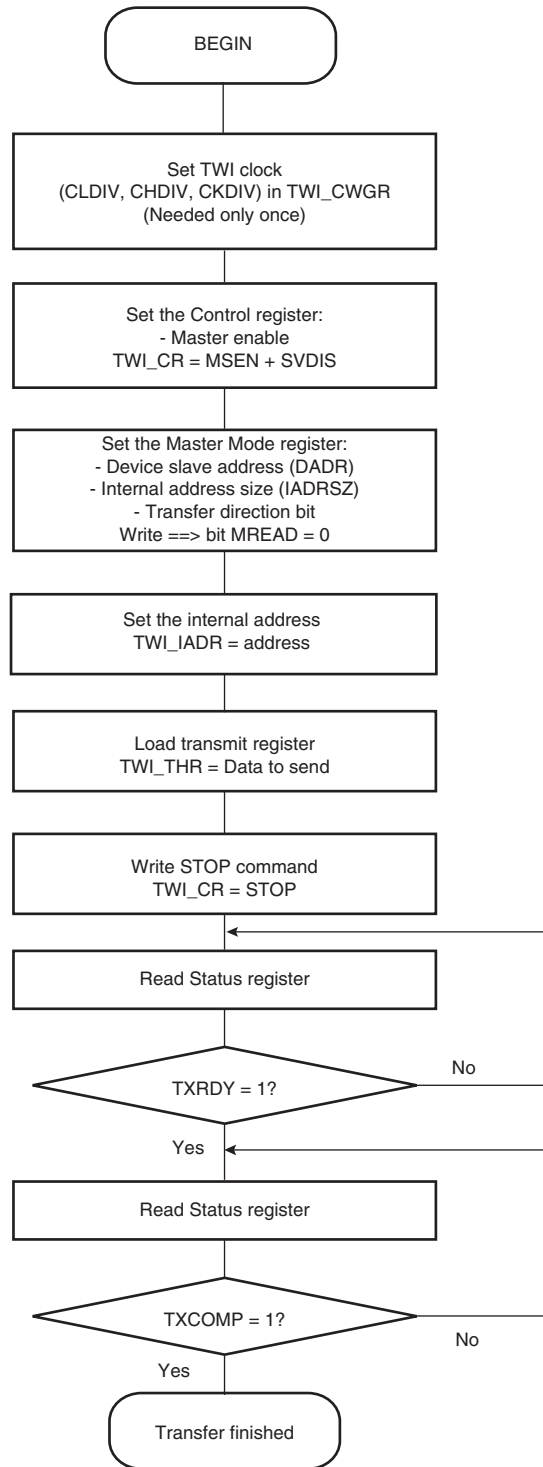 BEGIN
Set TWI clock
(CLDIV, CHDIV, CKDIV) in TWI_CWGR
(Needed only once)
Set the Control register:
- Master enable
TWI_CR = MSEN + SVDIS
Set the Master Mode register:
- Device slave address (DADR)
- Internal address size (IADRSZ)
- Transfer direction bit
Write ==> bit MREAD = 0
Set the internal address
TWI_IADR = address
Load transmit register
TWI_THR = Data to send
Write STOP command
TWI_CR = STOP
Read Status register
TXRDY = 1?
No
Yes
Read Status register
TXCOMP = 1?
No
Yes
Transfer finished